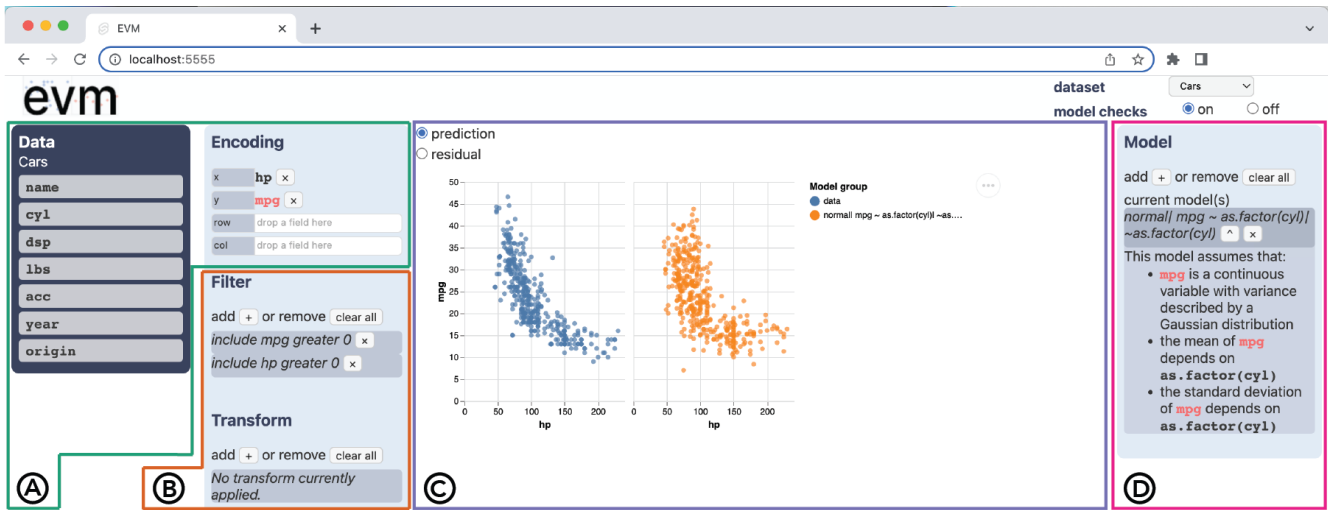 EVM
localhost:5555
evm
dataset
Cars
model checks
on
off
Data
Cars
name
cyl
dsp
lbs
acc
year
origin
Encoding
x
hp
x
y
mpg
x
row
drop a field here
col
drop a field here
Filter
add + or remove clear all
include mpg greater 0 x
include hp greater 0 x
Transform
add + or remove clear all
No transform currently
applied.
A
B
prediction
residual
50
45
40
35
30
25
20
15
10
5
0
mpg
0
50
100
150
200
hp
0
50
100
150
200
hp
Model group
data
normal| mpg ~ as.factor(cyl)| ~as....
C
Model
add + or remove clear all
current model(s)
normal| mpg ~ as.factor(cyl)|
~as.factor(cyl) ^ x
This model assumes that:
• mpg is a continuous
variable with variance
described by a
Gaussian distribution
• the mean of mpg
depends on
as.factor(cyl)
• the standard deviation
of mpg depends on
as.factor(cyl)
D